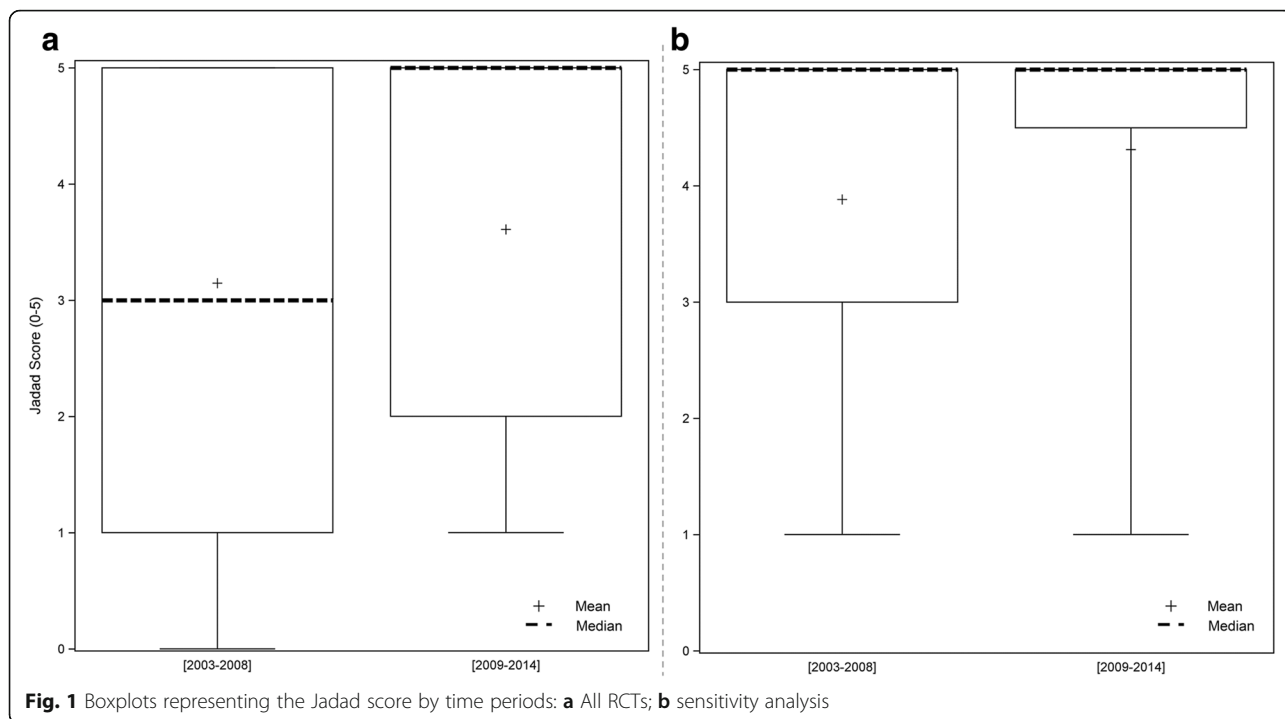 a
b
5
4
3
2
1
0
Jadad Score (0-5)
+ Mean
Median
[2003-2008]
[2009-2014]
5
4
3
2
1
0
+ Mean
Median
[2003-2008]
[2009-2014]
Fig. 1 Boxplots representing the Jadad score by time periods: a All RCTs; b sensitivity analysis